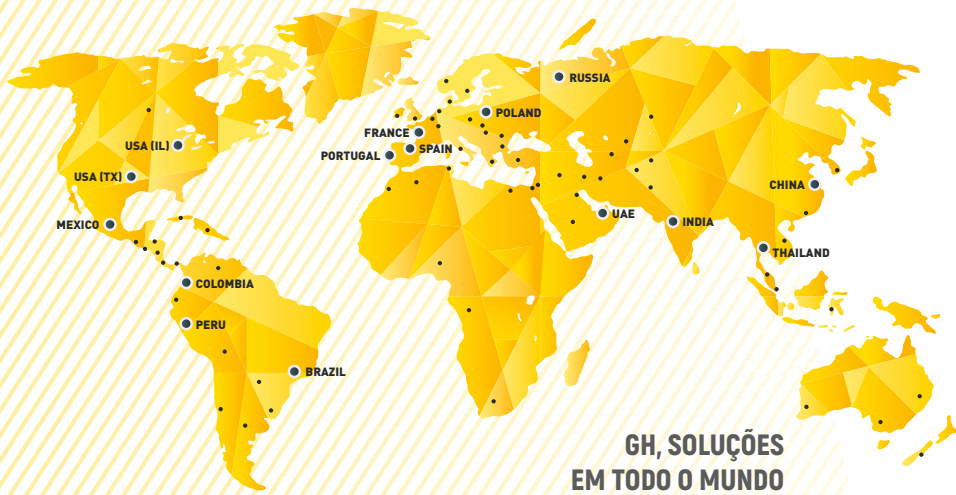 RUSSIA
POLAND
FRANCE
USA (IL)
SPAIN
PORTUGAL
USA (TX)
CHINA
UAE
INDIA
MEXICO
THAILAND
COLOMBIA
PERU
BRAZIL
GH, SOLUÇÕES
EM TODO O MUNDO